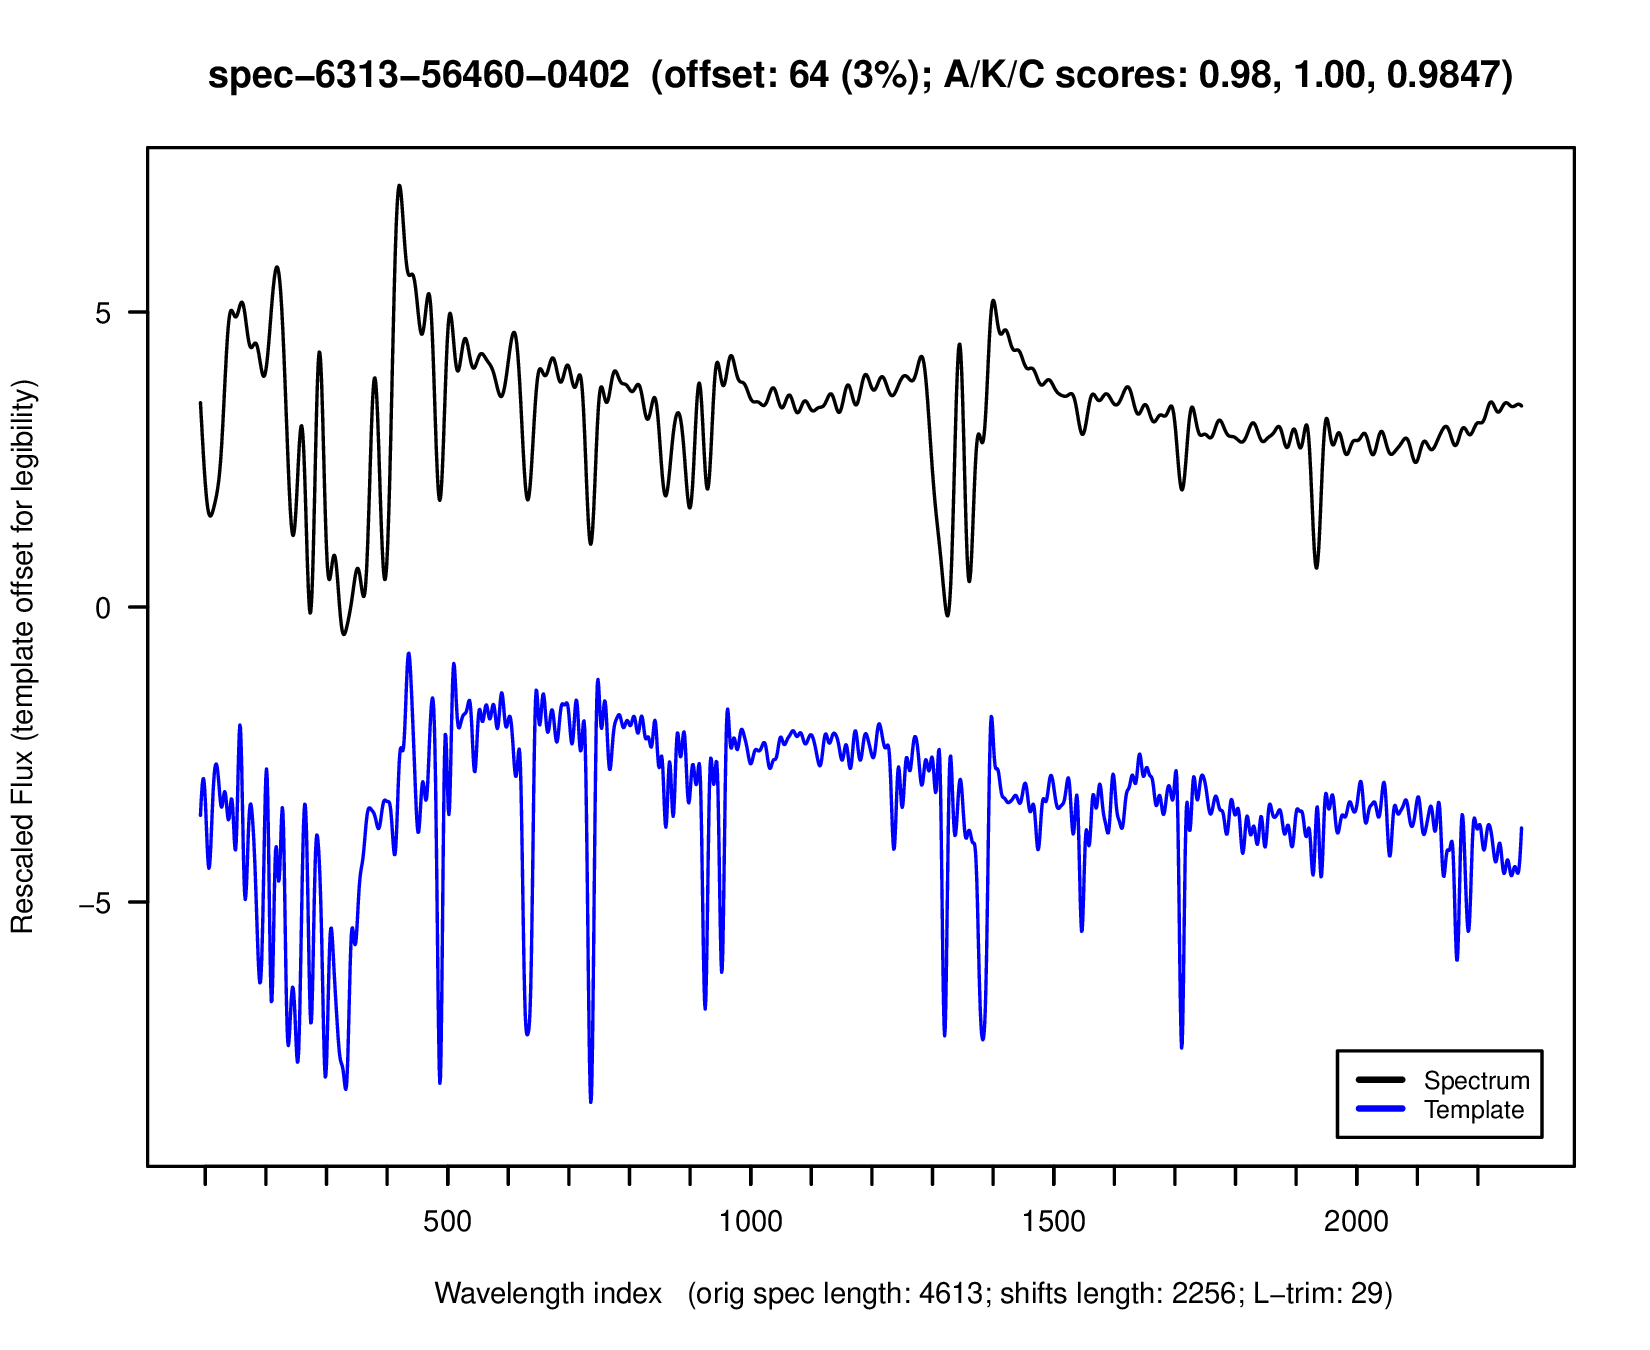 spec−6313−56460−0402 (offset: 64 (3%); A/K/C scores: 0.98, 1.00, 0.9847)
Rescaled Flux (template offset for legibility)
5
0
−5
500 1000 1500 2000
Spectrum
Template
Wavelength index (orig spec length: 4613; shifts length: 2256; L−trim: 29)